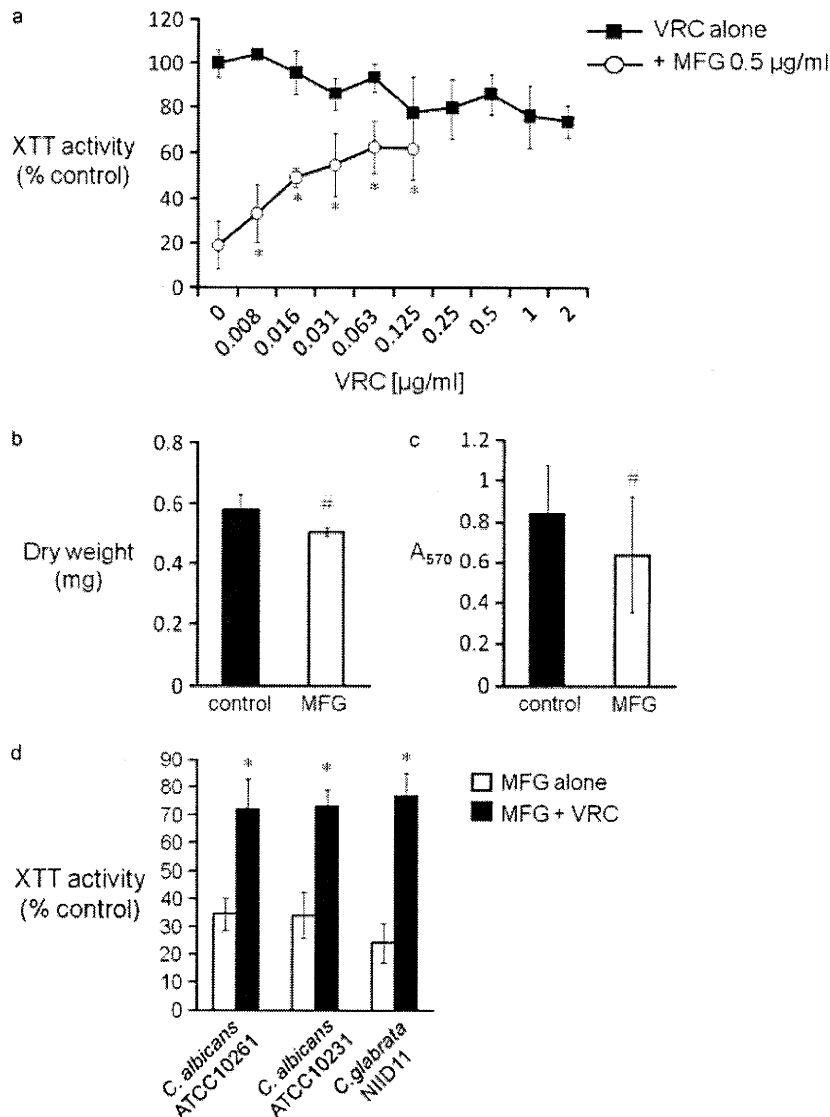 a
VRC alone
+ MFG 0.5 µg/ml
120
100
80
60
40
20
0
XTT activity
(% control)
* * * * *
0 0.008 0.016 0.031 0.063 0.125 0.25 0.5 1 2
VRC [µg/ml]
b
0.8
0.6
0.4
0.2
0
Dry weight
(mg)
#
control MFG
c
1.2
1
0.8
0.6
0.4
0.2
0
A570
#
control MFG
d
90
80
70
60
50
40
30
20
10
0
XTT activity
(% control)
* * *
MFG alone
MFG + VRC
C. albicans
ATCC10261
C. albicans
ATCC10231
C. glabrata
NIID11